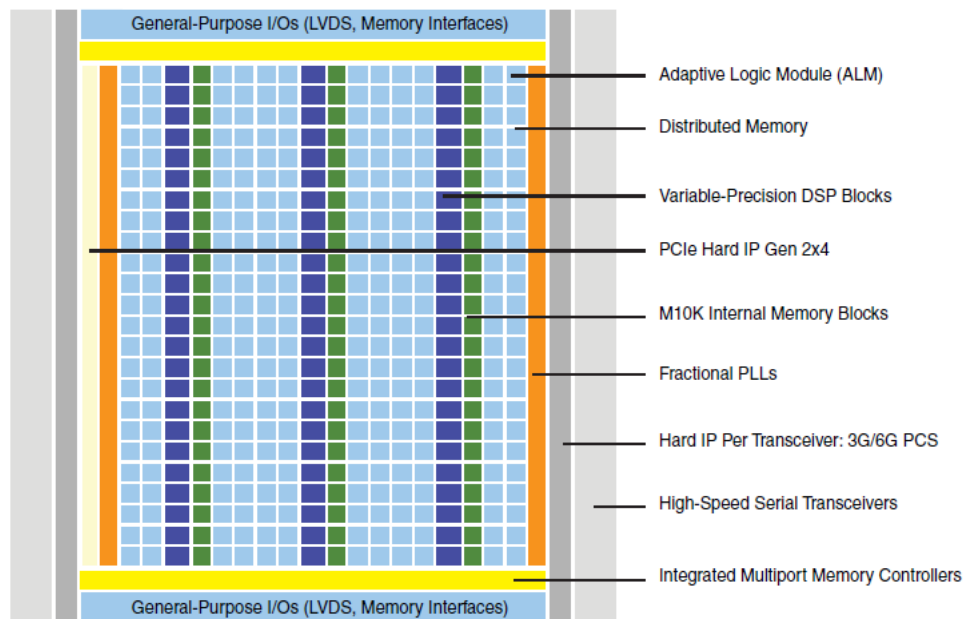 General-Purpose I/Os (LVDS, Memory Interfaces)
Adaptive Logic Module (ALM)
Distributed Memory
Variable-Precision DSP Blocks
PCIe Hard IP Gen 2x4
M10K Internal Memory Blocks
Fractional PLLs
Hard IP Per Transceiver: 3G/6G PCS
High-Speed Serial Transceivers
Integrated Multiport Memory Controllers
General-Purpose I/Os (LVDS, Memory Interfaces)